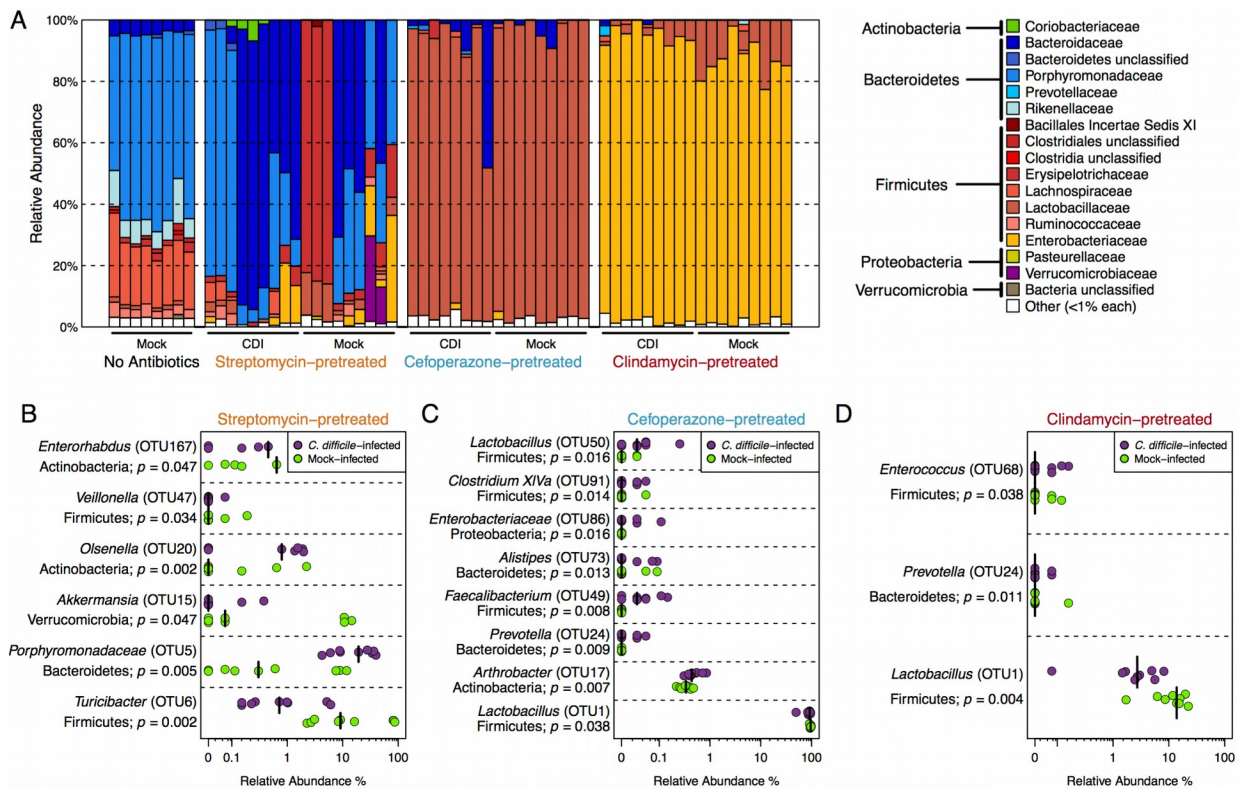 A
100%
80%
60%
40%
20%
0%
Relative Abundance
Mock
CDI
Mock
CDI
Mock
CDI
Mock
No Antibiotics
Streptomycin−pretreated
Cefoperazone−pretreated
Clindamycin−pretreated
Actinobacteria
Bacteroidetes
Firmicutes
Proteobacteria
Verrucomicrobia
Coriobacteriaceae
Bacteroidaceae
Bacteroidetes unclassified
Porphyromonadaceae
Prevotellaceae
Rikenellaceae
Bacillales Incertae Sedis XI
Clostridiales unclassified
Clostridia unclassified
Erysipelotrichaceae
Lachnospiraceae
Lactobacillaceae
Ruminococcaceae
Enterobacteriaceae
Pasteurellaceae
Verrucomicrobiaceae
Bacteria unclassified
Other (<1% each)
B
Streptomycin−pretreated
C. difficile−infected
Mock−infected
Enterorhabdus (OTU167)
Actinobacteria; p = 0.047
Veillonella (OTU47)
Firmicutes; p = 0.034
Olsenella (OTU20)
Actinobacteria; p = 0.002
Akkermansia (OTU15)
Verrucomicrobia; p = 0.047
Porphyromonadaceae (OTU5)
Bacteroidetes; p = 0.005
Turicibacter (OTU6)
Firmicutes; p = 0.002
0 0.1 1 10 100
Relative Abundance %
C
Cefoperazone−pretreated
C. difficile−infected
Mock−infected
Lactobacillus (OTU50)
Firmicutes; p = 0.016
Clostridium XIVa (OTU91)
Firmicutes; p = 0.014
Enterobacteriaceae (OTU86)
Proteobacteria; p = 0.016
Alistipes (OTU73)
Bacteroidetes; p = 0.013
Faecalibacterium (OTU49)
Firmicutes; p = 0.008
Prevotella (OTU24)
Bacteroidetes; p = 0.009
Arthrobacter (OTU17)
Actinobacteria; p = 0.007
Lactobacillus (OTU1)
Firmicutes; p = 0.038
0 0.1 1 10 100
Relative Abundance %
D
Clindamycin−pretreated
C. difficile−infected
Mock−infected
Enterococcus (OTU68)
Firmicutes; p = 0.038
Prevotella (OTU24)
Bacteroidetes; p = 0.011
Lactobacillus (OTU1)
Firmicutes; p = 0.004
0 1 10 100
Relative Abundance %